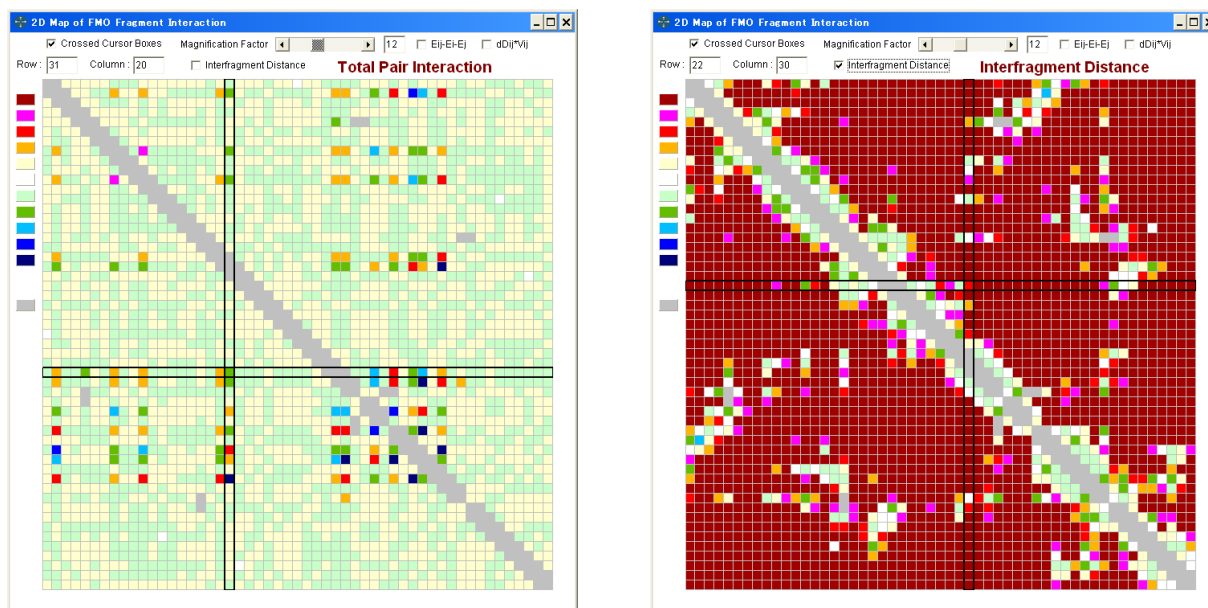 2D Map of FMO Fragment Interaction
Crossed Cursor Boxes Magnification Factor 12 Eij-Ei-Ej dDij*Vij
Row : 31 Column : 20 Interfragment Distance Total Pair Interaction
2D Map of FMO Fragment Interaction
Crossed Cursor Boxes Magnification Factor 12 Eij-Ei-Ej dDij*Vij
Row : 22 Column : 30 Interfragment Distance Interfragment Distance